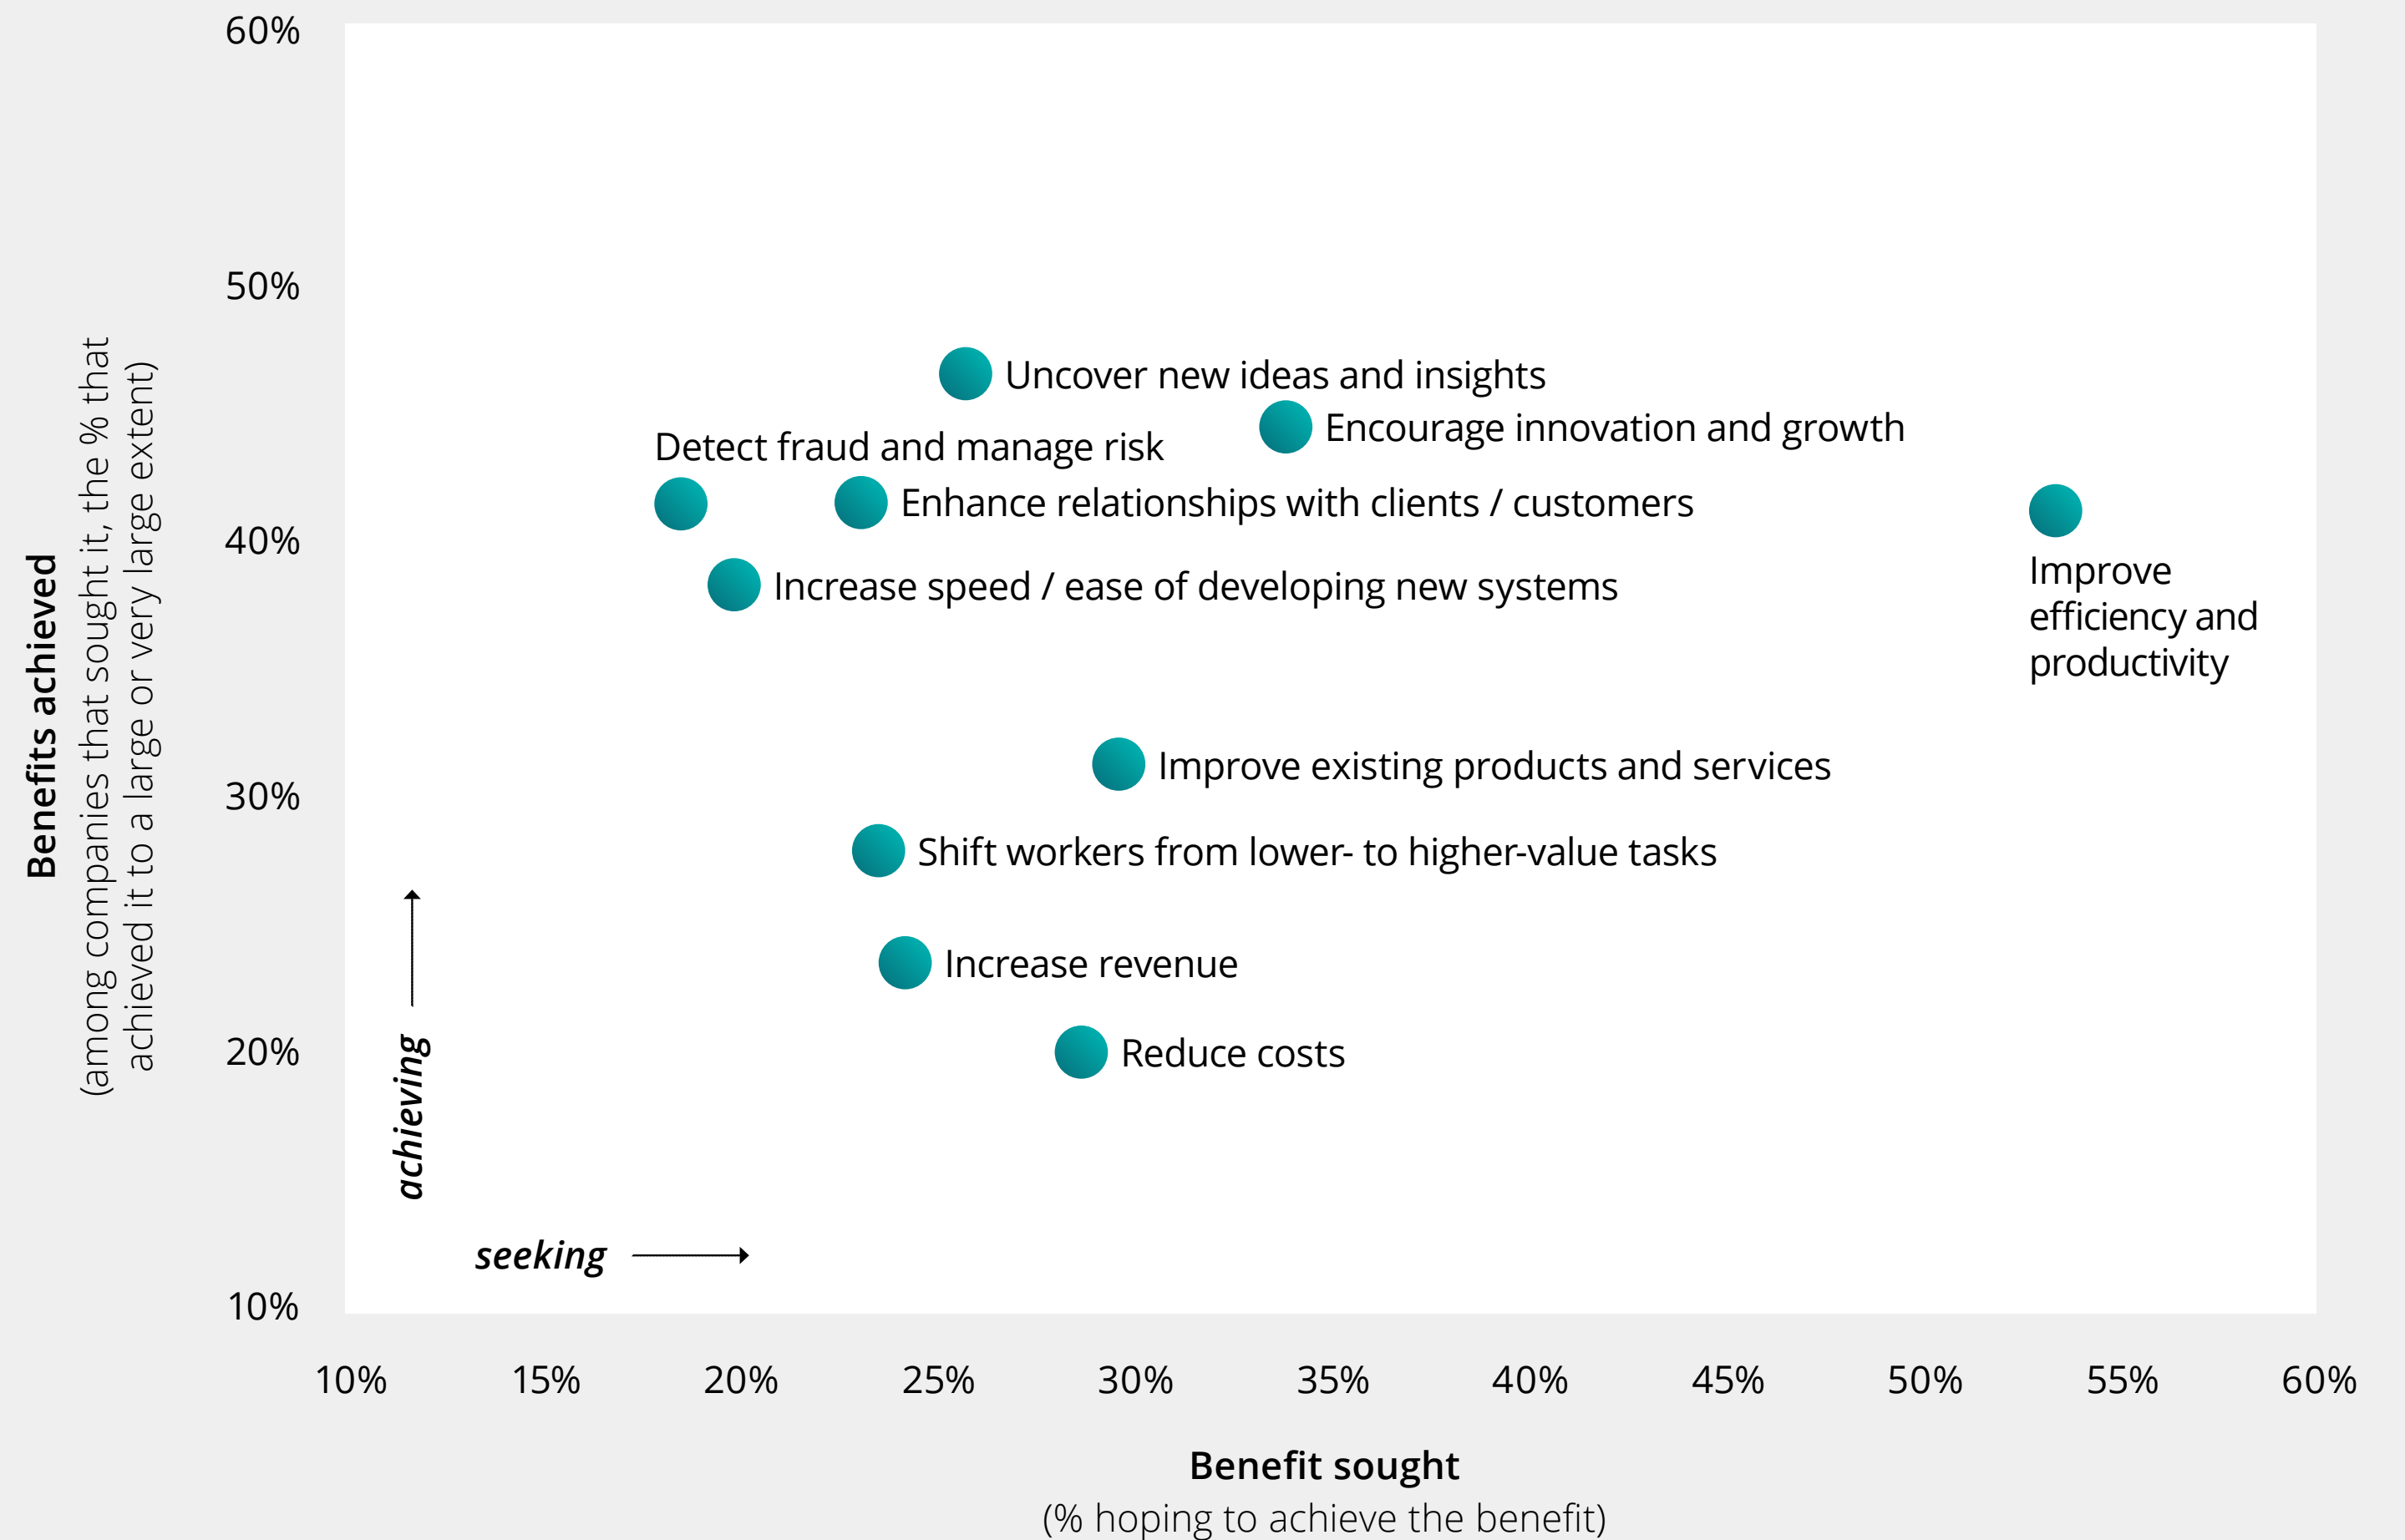 Benefits achieved
(among companies that sought it, the % that
achieved it to a large or very large extent)
60%
50%
40%
30%
20%
10%
Uncover new ideas and insights
Encourage innovation and growth
Detect fraud and manage risk
Enhance relationships with clients / customers
Increase speed / ease of developing new systems
Improve
efficiency and
productivity
Improve existing products and services
Shift workers from lower- to higher-value tasks
Increase revenue
Reduce costs
achieving
seeking
10%
15%
20%
25%
30%
35%
40%
45%
50%
55%
60%
Benefit sought
(% hoping to achieve the benefit)